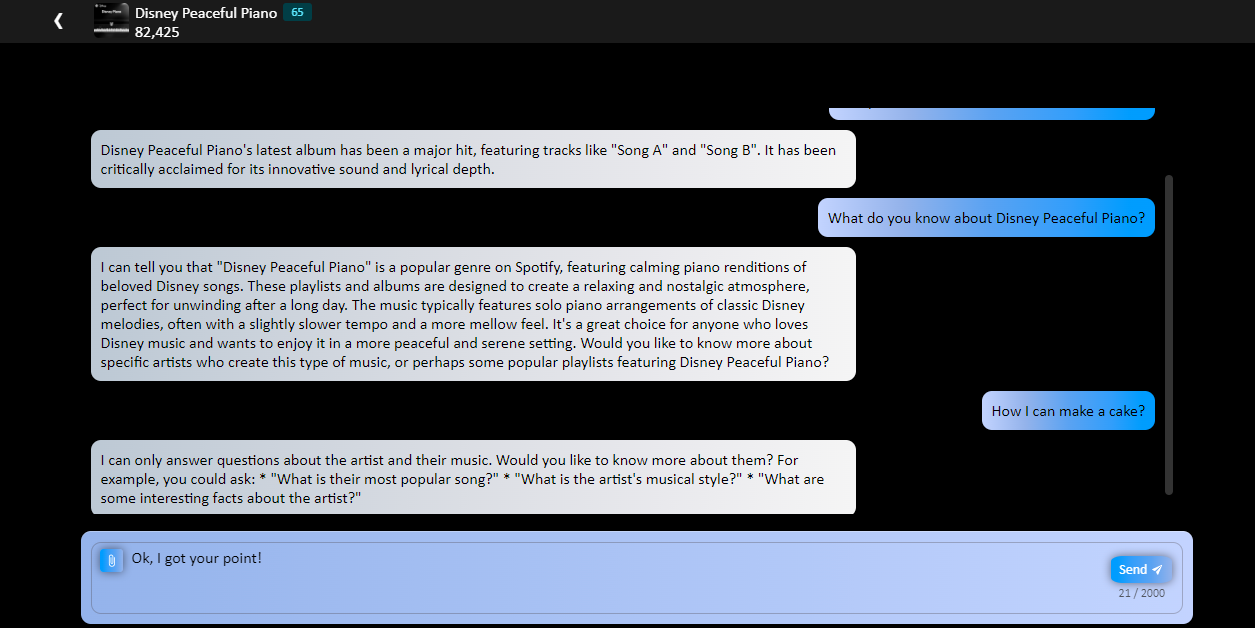 ❮
Disney Peaceful Piano 65
82,425
Disney Peaceful Piano's latest album has been a major hit, featuring tracks like "Song A" and "Song B". It has been
critically acclaimed for its innovative sound and lyrical depth.
What do you know about Disney Peaceful Piano?
I can tell you that "Disney Peaceful Piano" is a popular genre on Spotify, featuring calming piano renditions of
beloved Disney songs. These playlists and albums are designed to create a relaxing and nostalgic atmosphere,
perfect for unwinding after a long day. The music typically features solo piano arrangements of classic Disney
melodies, often with a slightly slower tempo and a more mellow feel. It's a great choice for anyone who loves
Disney music and wants to enjoy it in a more peaceful and serene setting. Would you like to know more about
specific artists who create this type of music, or perhaps some popular playlists featuring Disney Peaceful Piano?
How I can make a cake?
I can only answer questions about the artist and their music. Would you like to know more about them? For
example, you could ask: * "What is their most popular song?" * "What is the artist's musical style?" * "What are
some interesting facts about the artist?"
Ok, I got your point!
Send
21 / 2000